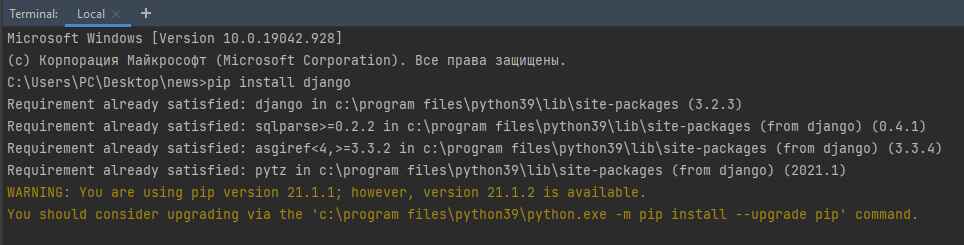 Terminal: Local × +
Microsoft Windows [Version 10.0.19042.928]
(c) Корпорация Майкрософт (Microsoft Corporation). Все права защищены.
C:\Users\PC\Desktop\news>pip install django
Requirement already satisfied: django in c:\program files\python39\lib\site-packages (3.2.3)
Requirement already satisfied: sqlparse>=0.2.2 in c:\program files\python39\lib\site-packages (from django) (0.4.1)
Requirement already satisfied: asgiref<4,>=3.3.2 in c:\program files\python39\lib\site-packages (from django) (3.3.4)
Requirement already satisfied: pytz in c:\program files\python39\lib\site-packages (from django) (2021.1)
WARNING: You are using pip version 21.1.1; however, version 21.1.2 is available.
You should consider upgrading via the 'c:\program files\python39\python.exe -m pip install --upgrade pip' command.